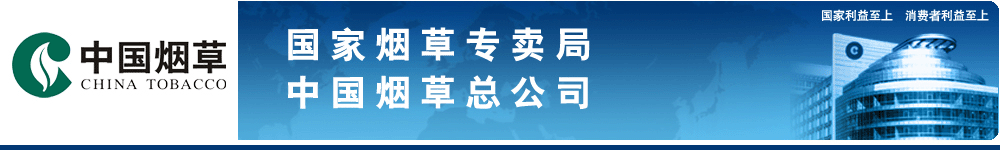 中国烟草
CHINA TOBACCO
国家烟草专卖局
中国烟草总公司
国家利益至上 消费者利益至上